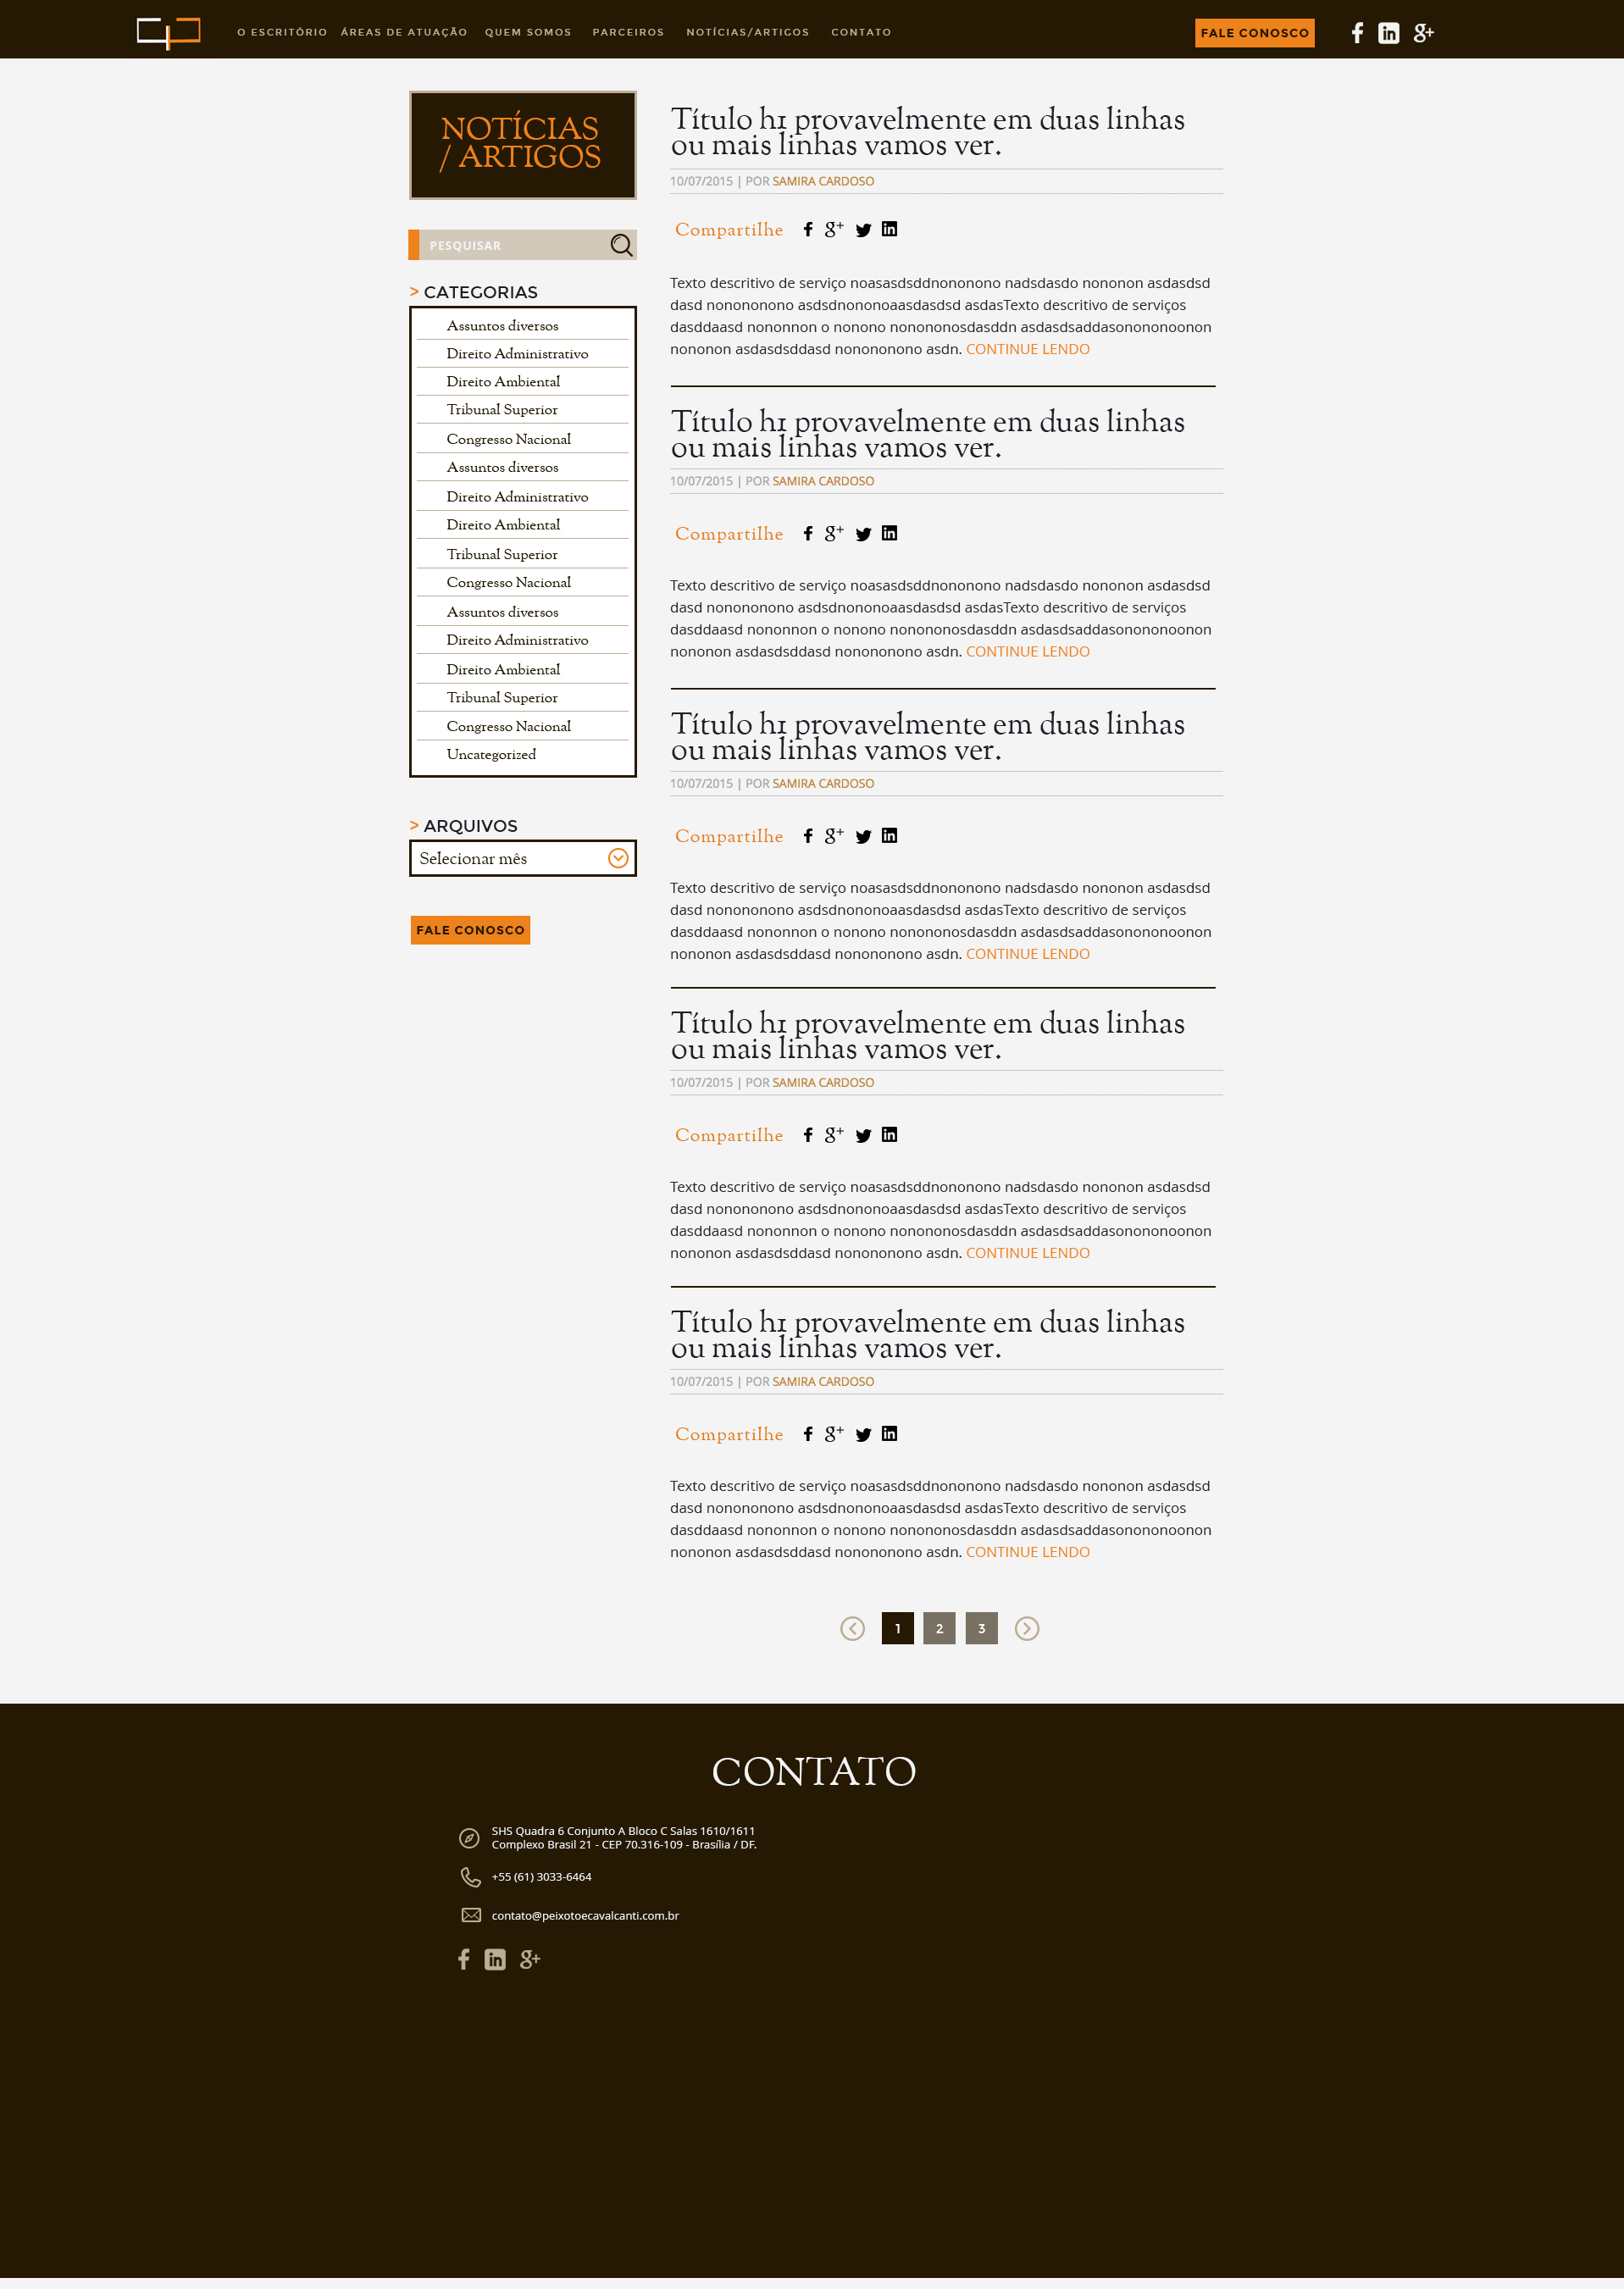 O ESCRITÓRIO ÁREAS DE ATUAÇÃO QUEM SOMOS PARCEIROS NOTÍCIAS/ARTIGOS CONTATO FALE CONOSCO
NOTÍCIAS
/ ARTIGOS
PESQUISAR
> CATEGORIAS
Assuntos diversos
Direito Administrativo
Direito Ambiental
Tribunal Superior
Congresso Nacional
Assuntos diversos
Direito Administrativo
Direito Ambiental
Tribunal Superior
Congresso Nacional
Assuntos diversos
Direito Administrativo
Direito Ambiental
Tribunal Superior
Congresso Nacional
Uncategorized
> ARQUIVOS
Selecionar mês
FALE CONOSCO
Título h1 provavelmente em duas linhas
ou mais linhas vamos ver.
10/07/2015 | POR SAMIRA CARDOSO
Compartilhe
Texto descritivo de serviço noasasdsddnononono nadsdasdo nononon asdasdsd
dasd nonononono asdsdnononoaasdasdsd asdasTexto descritivo de serviços
dasddaasd nononnon o nonono nonononosdasddn asdasdsaddasonononoonon
nononon asdasdsddasd nonononono asdn. CONTINUE LENDO
Título h1 provavelmente em duas linhas
ou mais linhas vamos ver.
10/07/2015 | POR SAMIRA CARDOSO
Compartilhe
Texto descritivo de serviço noasasdsddnononono nadsdasdo nononon asdasdsd
dasd nonononono asdsdnononoaasdasdsd asdasTexto descritivo de serviços
dasddaasd nononnon o nonono nonononosdasddn asdasdsaddasonononoonon
nononon asdasdsddasd nonononono asdn. CONTINUE LENDO
Título h1 provavelmente em duas linhas
ou mais linhas vamos ver.
10/07/2015 | POR SAMIRA CARDOSO
Compartilhe
Texto descritivo de serviço noasasdsddnononono nadsdasdo nononon asdasdsd
dasd nonononono asdsdnononoaasdasdsd asdasTexto descritivo de serviços
dasddaasd nononnon o nonono nonononosdasddn asdasdsaddasonononoonon
nononon asdasdsddasd nonononono asdn. CONTINUE LENDO
Título h1 provavelmente em duas linhas
ou mais linhas vamos ver.
10/07/2015 | POR SAMIRA CARDOSO
Compartilhe
Texto descritivo de serviço noasasdsddnononono nadsdasdo nononon asdasdsd
dasd nonononono asdsdnononoaasdasdsd asdasTexto descritivo de serviços
dasddaasd nononnon o nonono nonononosdasddn asdasdsaddasonononoonon
nononon asdasdsddasd nonononono asdn. CONTINUE LENDO
Título h1 provavelmente em duas linhas
ou mais linhas vamos ver.
10/07/2015 | POR SAMIRA CARDOSO
Compartilhe
Texto descritivo de serviço noasasdsddnononono nadsdasdo nononon asdasdsd
dasd nonononono asdsdnononoaasdasdsd asdasTexto descritivo de serviços
dasddaasd nononnon o nonono nonononosdasddn asdasdsaddasonononoonon
nononon asdasdsddasd nonononono asdn. CONTINUE LENDO
1 2 3
CONTATO
SHS Quadra 6 Conjunto A Bloco C Salas 1610/1611
Complexo Brasil 21 - CEP 70.316-109 - Brasília / DF.
+55 (61) 3033-6464
contato@peixotoecavalcanti.com.br